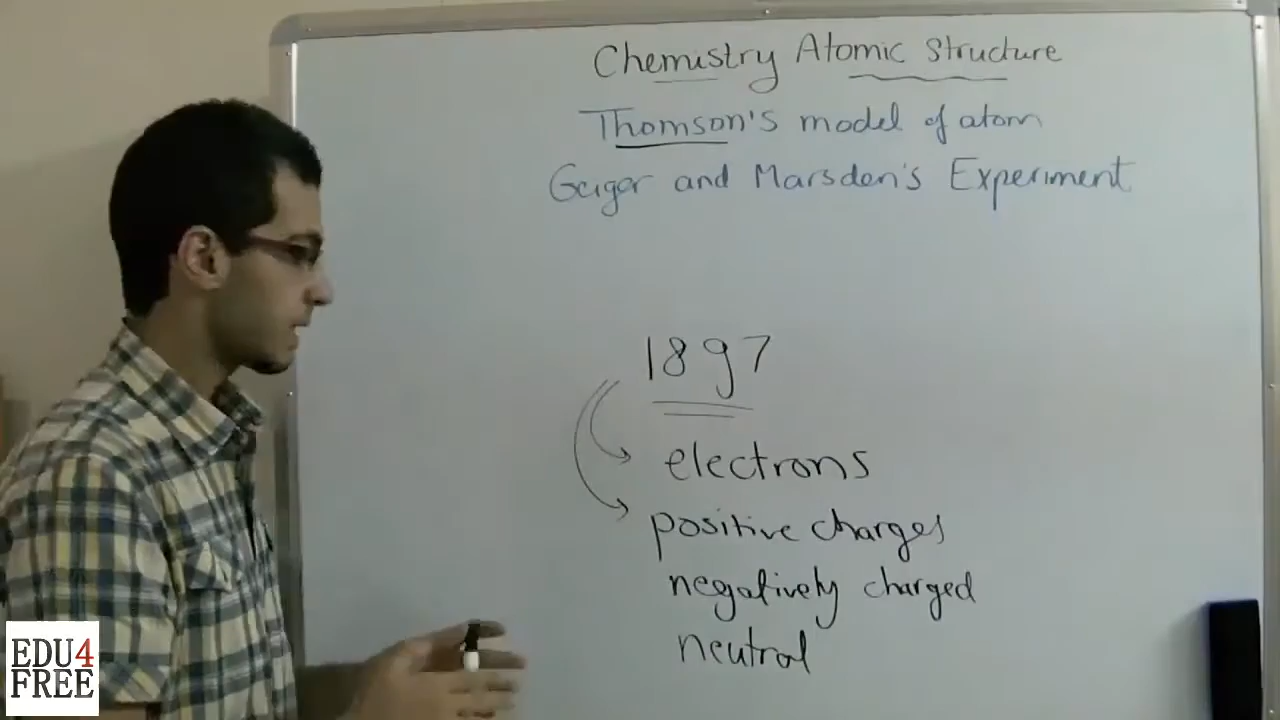 Chemistry Atomic Structure
Thomson's model of atom
Geiger and Marsden's Experiment
1897
electrons
positive charges
negatively charged
neutral
EDU4
FREE